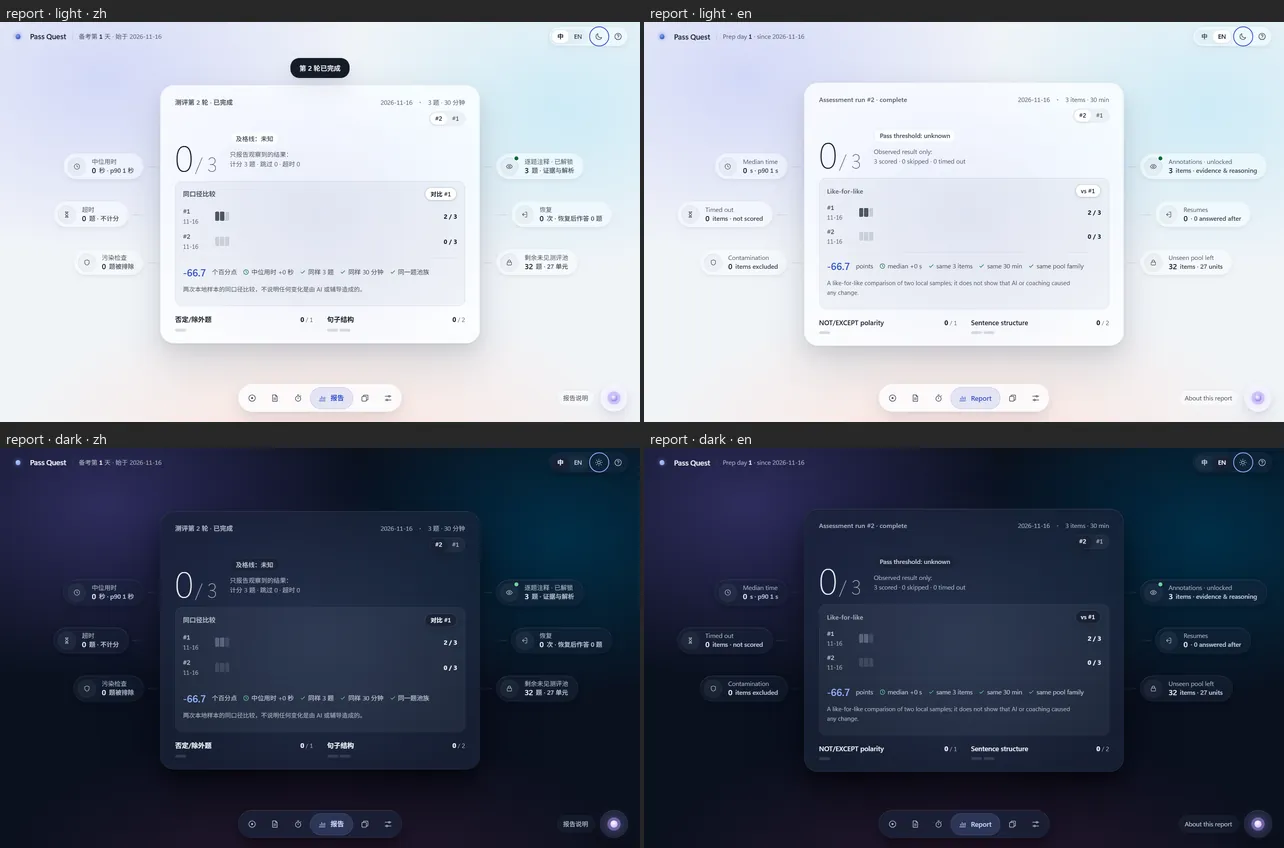 report · light · zh
Pass Quest
备考第 1 天 · 始于 2026-11-16
中 EN
第 2 轮已完成
测评第 2 轮 · 已完成
2026-11-16 · 3 题 · 30 分钟
#2 #1
及格线：未知
0 / 3
只报告观察到的结果：
计分 3 题 · 跳过 0 · 超时 0
中位用时
0 秒 · p90 1 秒
超时
0 题 · 不计分
污染检查
0 题被排除
逐题注释 · 已解锁
3 题 · 证据与解析
恢复
0 次 · 恢复后作答 0 题
剩余未见测评池
32 题 · 27 单元
同口径比较
对比 #1
#1
11-16
2 / 3
#2
11-16
0 / 3
-66.7 个百分点 中位用时 +0 秒 同样 3 题 同样 30 分钟 同一题池族
两次本地样本的同口径比较，不说明任何变化是由 AI 或辅导造成的。
否定/除外题 0 / 1
句子结构 0 / 2
报告
报告说明
report · light · en
Pass Quest
Prep day 1 · since 2026-11-16
中 EN
Assessment run #2 · complete
2026-11-16 · 3 items · 30 min
#2 #1
Pass threshold: unknown
0 / 3
Observed result only:
3 scored · 0 skipped · 0 timed out
Median time
0 s · p90 1 s
Timed out
0 items · not scored
Contamination
0 items excluded
Annotations · unlocked
3 items · evidence & reasoning
Resumes
0 · 0 answered after
Unseen pool left
32 items · 27 units
Like-for-like
vs #1
#1
11-16
2 / 3
#2
11-16
0 / 3
-66.7 points median +0 s same 3 items same 30 min same pool family
A like-for-like comparison of two local samples; it does not show that AI or coaching caused
any change.
NOT/EXCEPT polarity 0 / 1
Sentence structure 0 / 2
Report
About this report
report · dark · zh
Pass Quest
备考第 1 天 · 始于 2026-11-16
中 EN
测评第 2 轮 · 已完成
2026-11-16 · 3 题 · 30 分钟
#2 #1
及格线：未知
0 / 3
只报告观察到的结果：
计分 3 题 · 跳过 0 · 超时 0
中位用时
0 秒 · p90 1 秒
超时
0 题 · 不计分
污染检查
0 题被排除
逐题注释 · 已解锁
3 题 · 证据与解析
恢复
0 次 · 恢复后作答 0 题
剩余未见测评池
32 题 · 27 单元
同口径比较
对比 #1
#1
11-16
2 / 3
#2
11-16
0 / 3
-66.7 个百分点 中位用时 +0 秒 同样 3 题 同样 30 分钟 同一题池族
两次本地样本的同口径比较，不说明任何变化是由 AI 或辅导造成的。
否定/除外题 0 / 1
句子结构 0 / 2
报告
报告说明
report · dark · en
Pass Quest
Prep day 1 · since 2026-11-16
中 EN
Assessment run #2 · complete
2026-11-16 · 3 items · 30 min
#2 #1
Pass threshold: unknown
0 / 3
Observed result only:
3 scored · 0 skipped · 0 timed out
Median time
0 s · p90 1 s
Timed out
0 items · not scored
Contamination
0 items excluded
Annotations · unlocked
3 items · evidence & reasoning
Resumes
0 · 0 answered after
Unseen pool left
32 items · 27 units
Like-for-like
vs #1
#1
11-16
2 / 3
#2
11-16
0 / 3
-66.7 points median +0 s same 3 items same 30 min same pool family
A like-for-like comparison of two local samples; it does not show that AI or coaching caused
any change.
NOT/EXCEPT polarity 0 / 1
Sentence structure 0 / 2
Report
About this report